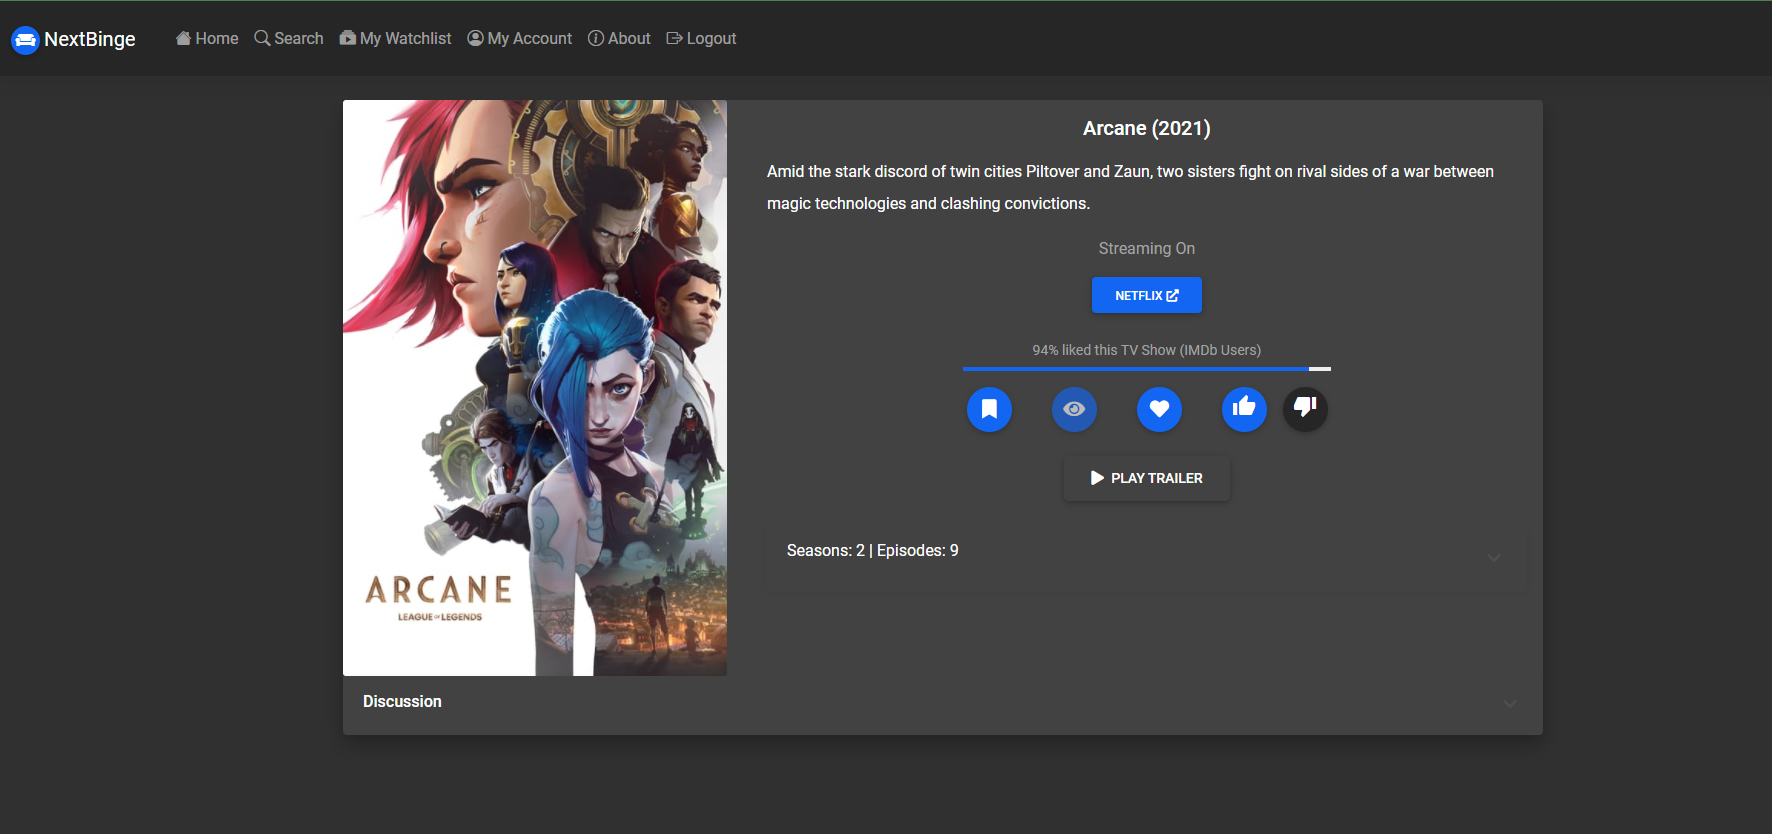 NextBinge
Home Search My Watchlist My Account About Logout
Arcane (2021)
Amid the stark discord of twin cities Piltover and Zaun, two sisters fight on rival sides of a war between
magic technologies and clashing convictions.
Streaming On
NETFLIX
94% liked this TV Show (IMDb Users)
PLAY TRAILER
Seasons: 2 | Episodes: 9
ARCANE
LEAGUE OF LEGENDS
Discussion